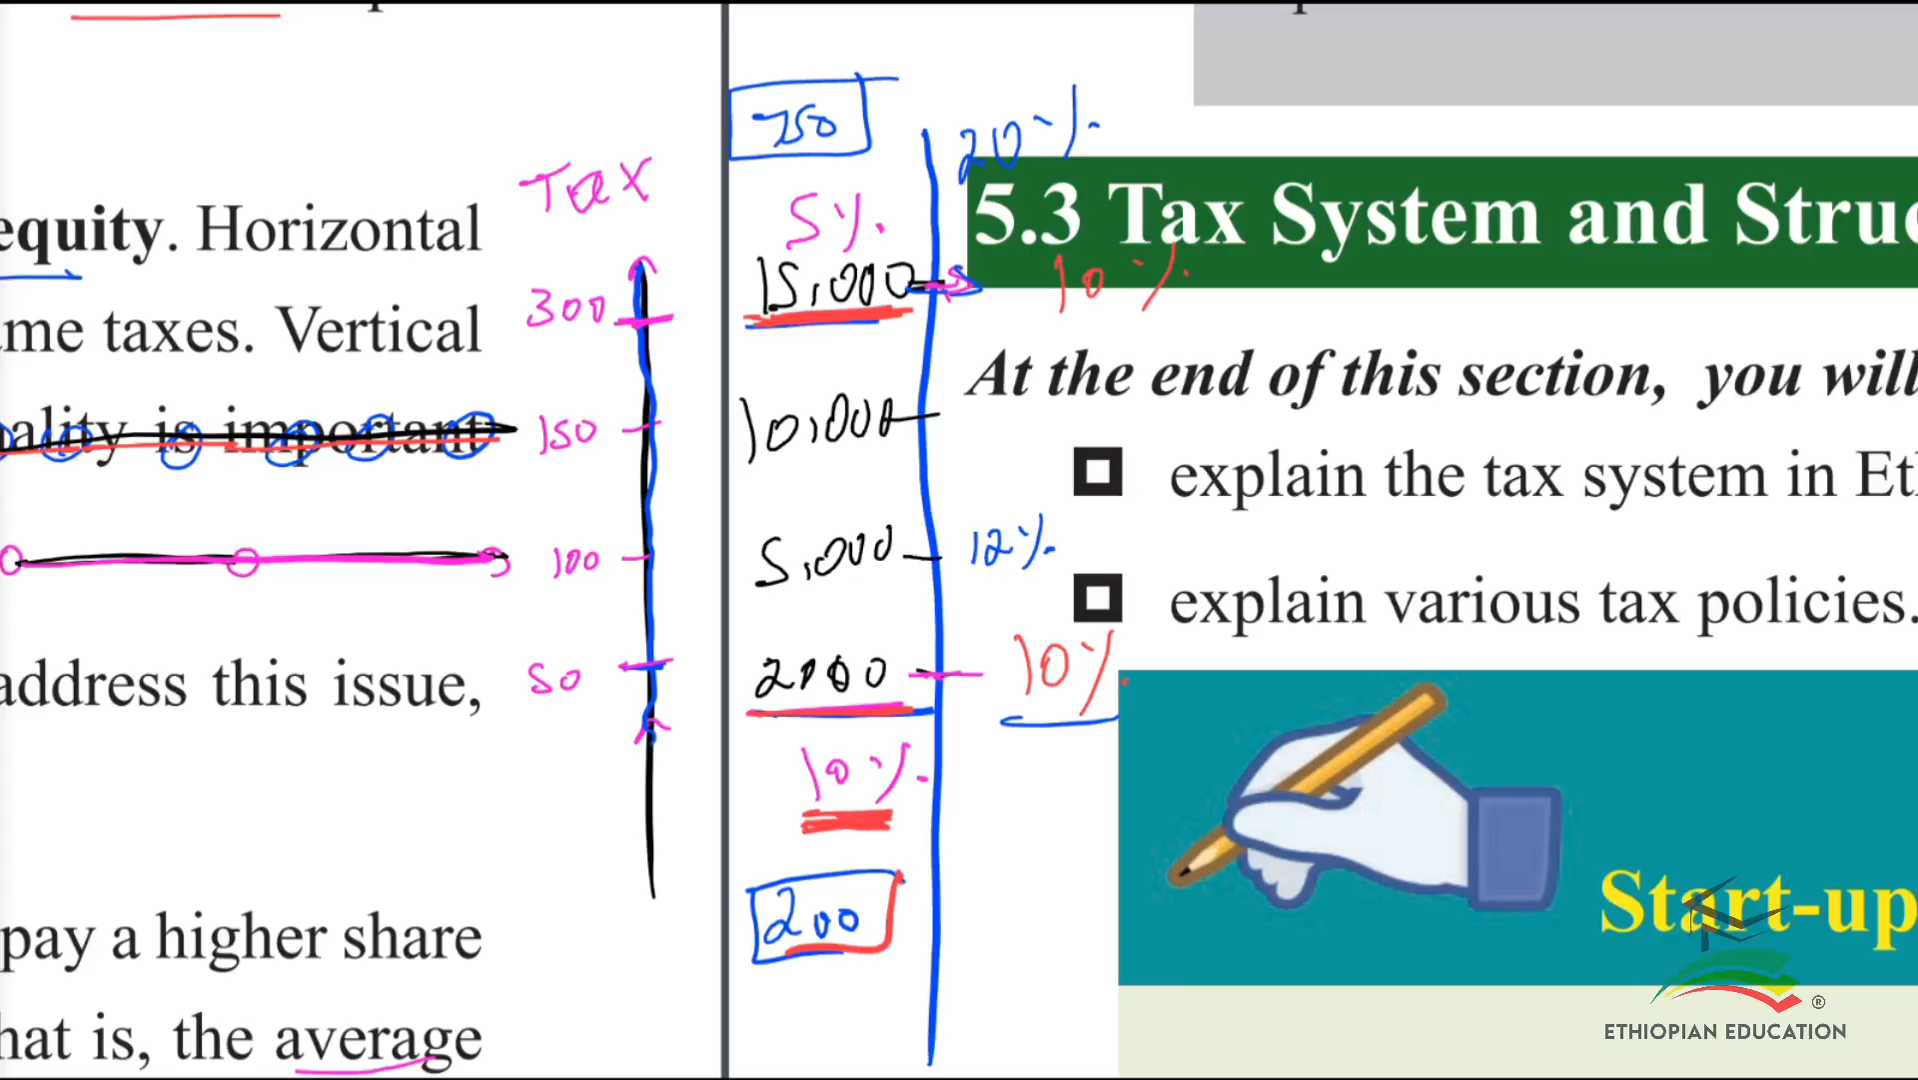 equity. Horizontal
ame taxes. Vertical
ality is important
address this issue,
pay a higher share
hat is, the average
Tax
300
150
100
50
750
5%
15,000
10,000
5,000
2000
10%
200
20%
10%
12%
10%
5.3 Tax System and Struc
At the end of this section, you will
explain the tax system in Et
explain various tax policies.
Start-up
®
ETHIOPIAN EDUCATION